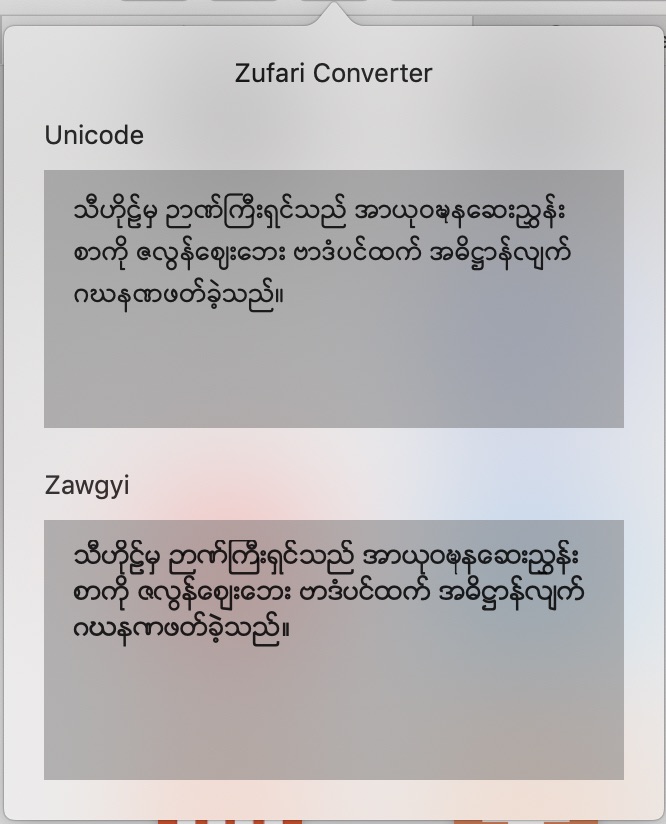 Zufari Converter
Unicode
သီဟိုဠ်မှ ဉာဏ်ကြီးရှင်သည် အာယုဝဍ္ဎနဆေးညွှန်း
စာကို ဇလွန်ဈေးဘေး ဗာဒံပင်ထက် အဓိဋ္ဌာန်လျက်
ဂဃနဏဖတ်ခဲ့သည်။
Zawgyi
သီဟိုဠ်မှ ဉာဏ်ကြီးရှင်သည် အာယုဝဍ္ဎနဆေးညွှန်း
စာကို ဇလွန်ဈေးဘေး ဗာဒံပင်ထက် အဓိဋ္ဌာန်လျက်
ဂဃနဏဖတ်ခဲ့သည်။